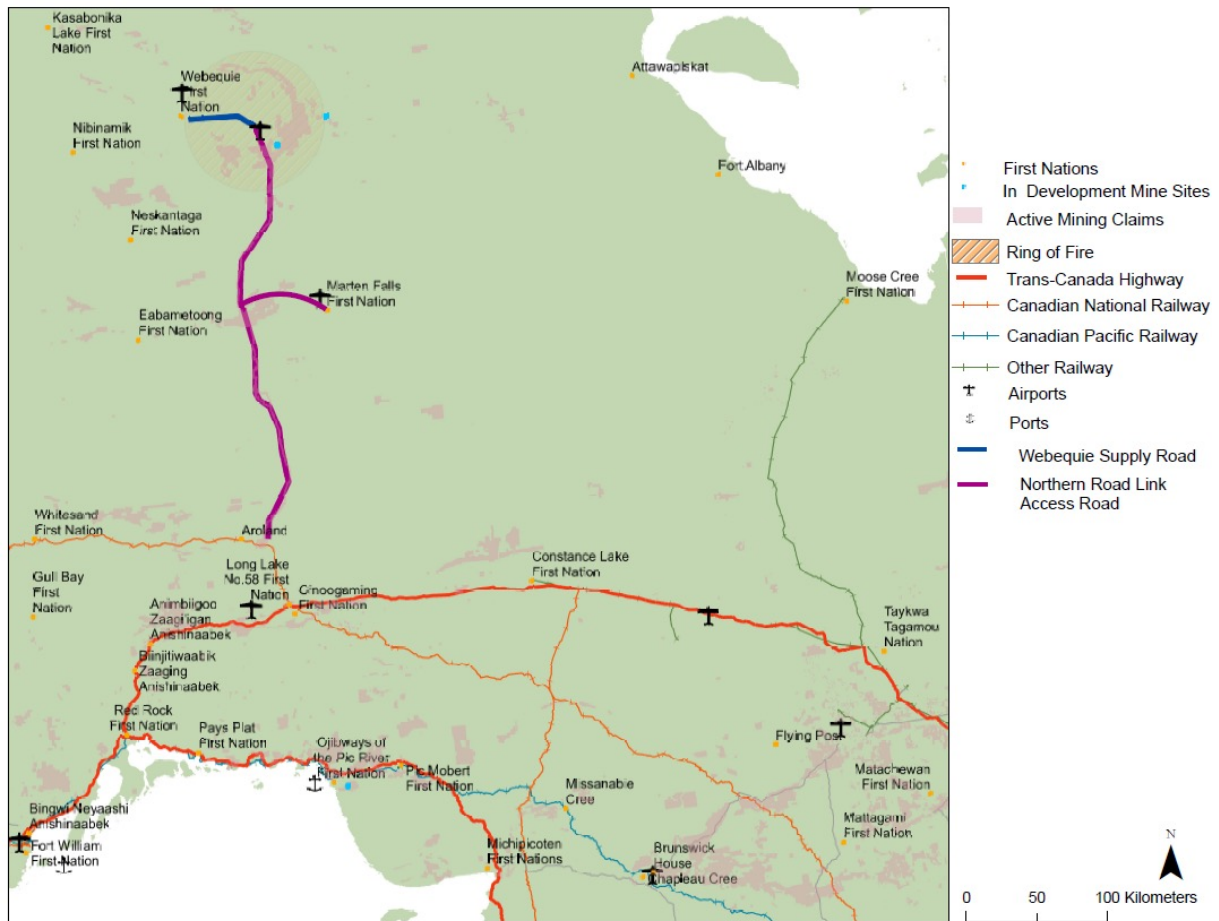 Kasabonika
Lake First
Nation
Webequie
First
Nation
Nibinamik
First Nation
Attawapiskat
Fort Albany
Neskantaga
First Nation
Marten Falls
First Nation
Moose Cree
First Nation
Eabametoong
First Nation
Whitesand
First Nation
Aroland
Gull Bay
First
Nation
Long Lake
No.58 First
Nation
Ginoogaming
First Nation
Constance Lake
First Nation
Animbiigoo
Zaagi'igan
Anishinaabek
Taykwa
Tagamou
Nation
Biinjitiwaabik
Zaaging
Anishinaabek
Red Rock
First Nation
Pays Plat
First Nation
Ojibways of
the Pic River
First Nation
Pic Mobert
First Nation
Flying Post
Missanabie
Cree
Matachewan
First Nation
Mattagami
First Nation
Bingwi Neyaashi
Anishinaabek
Fort William
First Nation
Michipicoten
First Nations
Brunswick
House
Chapleau Cree
First Nations
In Development Mine Sites
Active Mining Claims
Ring of Fire
Trans-Canada Highway
Canadian National Railway
Canadian Pacific Railway
Other Railway
Airports
Ports
Webequie Supply Road
Northern Road Link
Access Road
N
0 50 100 Kilometers